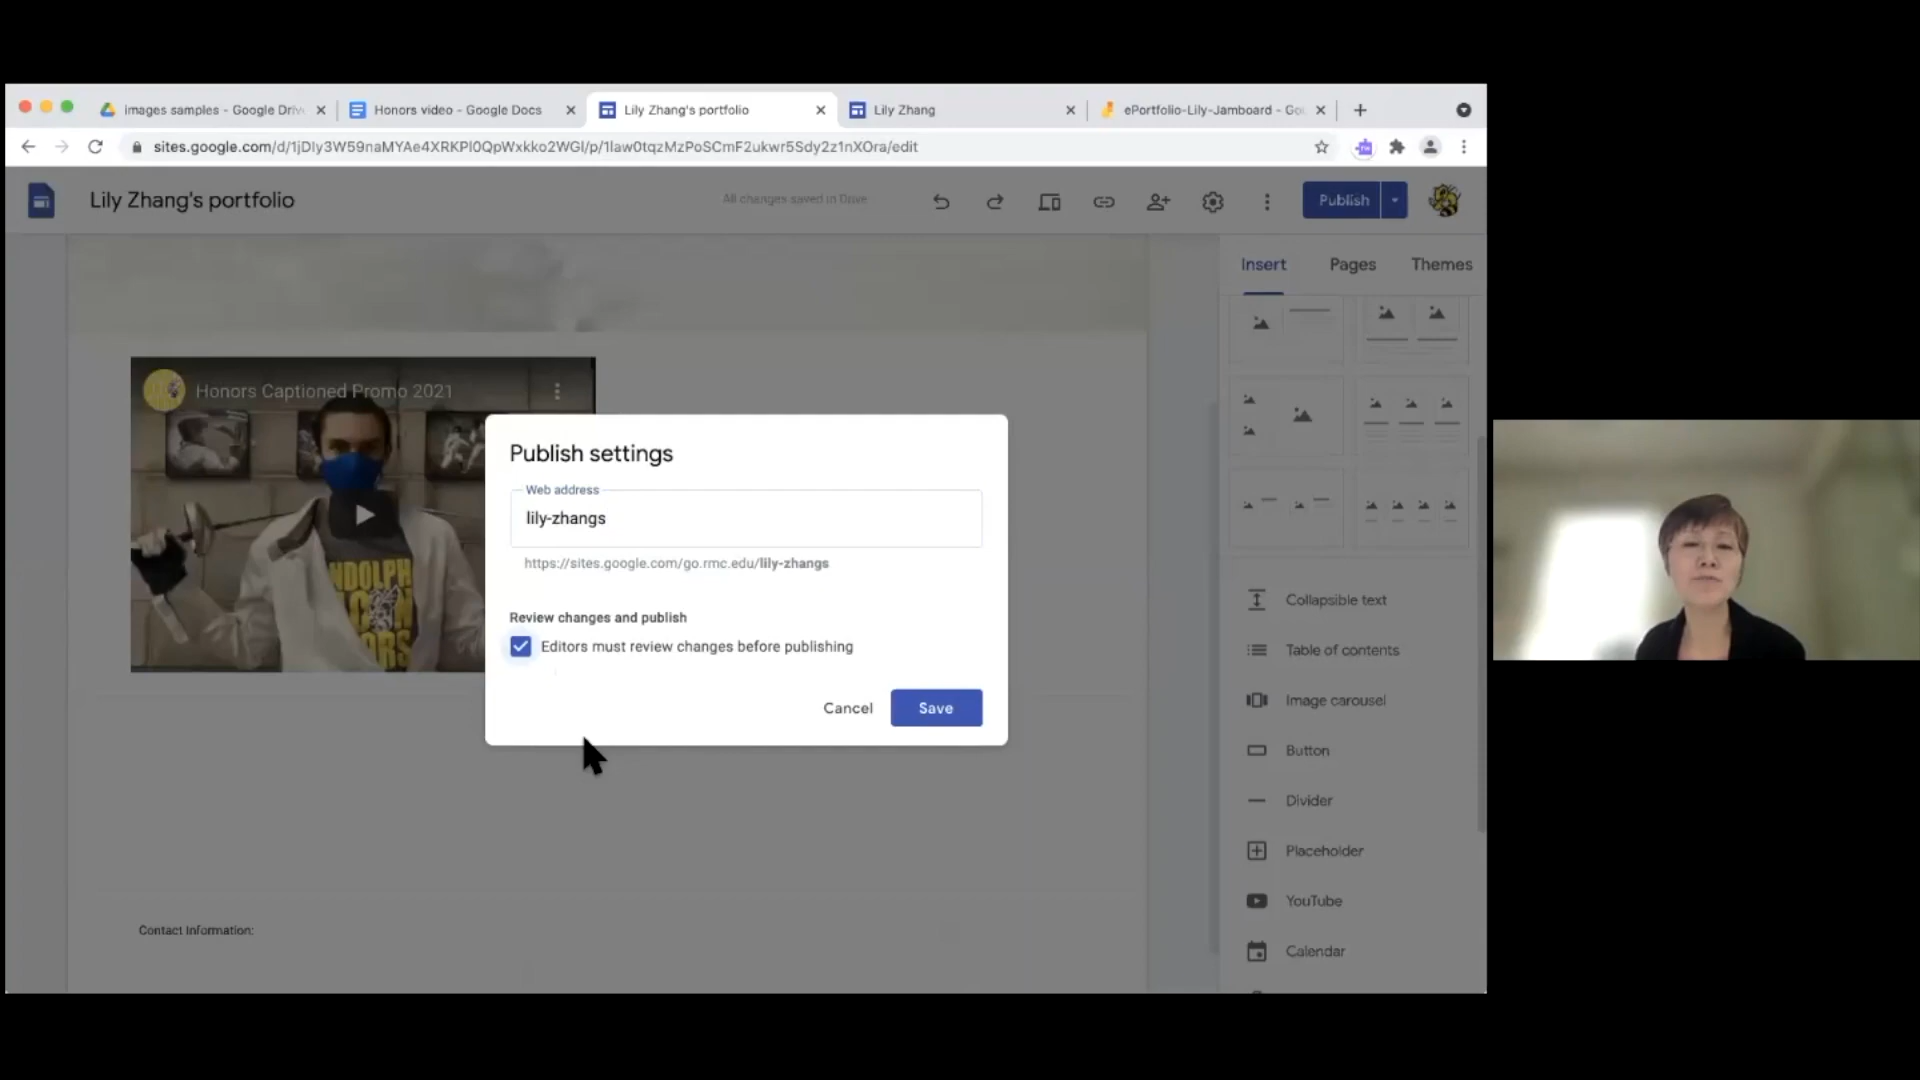 images samples - Google Driv
Honors video - Google Docs
Lily Zhang's portfolio
Lily Zhang
ePortfolio-Lily-Jamboard - Go
sites.google.com/d/1jDIy3W59naMYAe4XRKPl0QpWxkko2WGl/p/1law0tqzMzPoSCmF2ukwr5Sdy2z1nXOra/edit
Lily Zhang's portfolio
All changes saved in Drive
Publish
Insert
Pages
Themes
Honors Captioned Promo 2021
Publish settings
Web address
lily-zhangs
https://sites.google.com/go.rmc.edu/lily-zhangs
Review changes and publish
Editors must review changes before publishing
Cancel
Save
Collapsible text
Table of contents
Image carousel
Button
Divider
Placeholder
YouTube
Calendar
Contact Information: